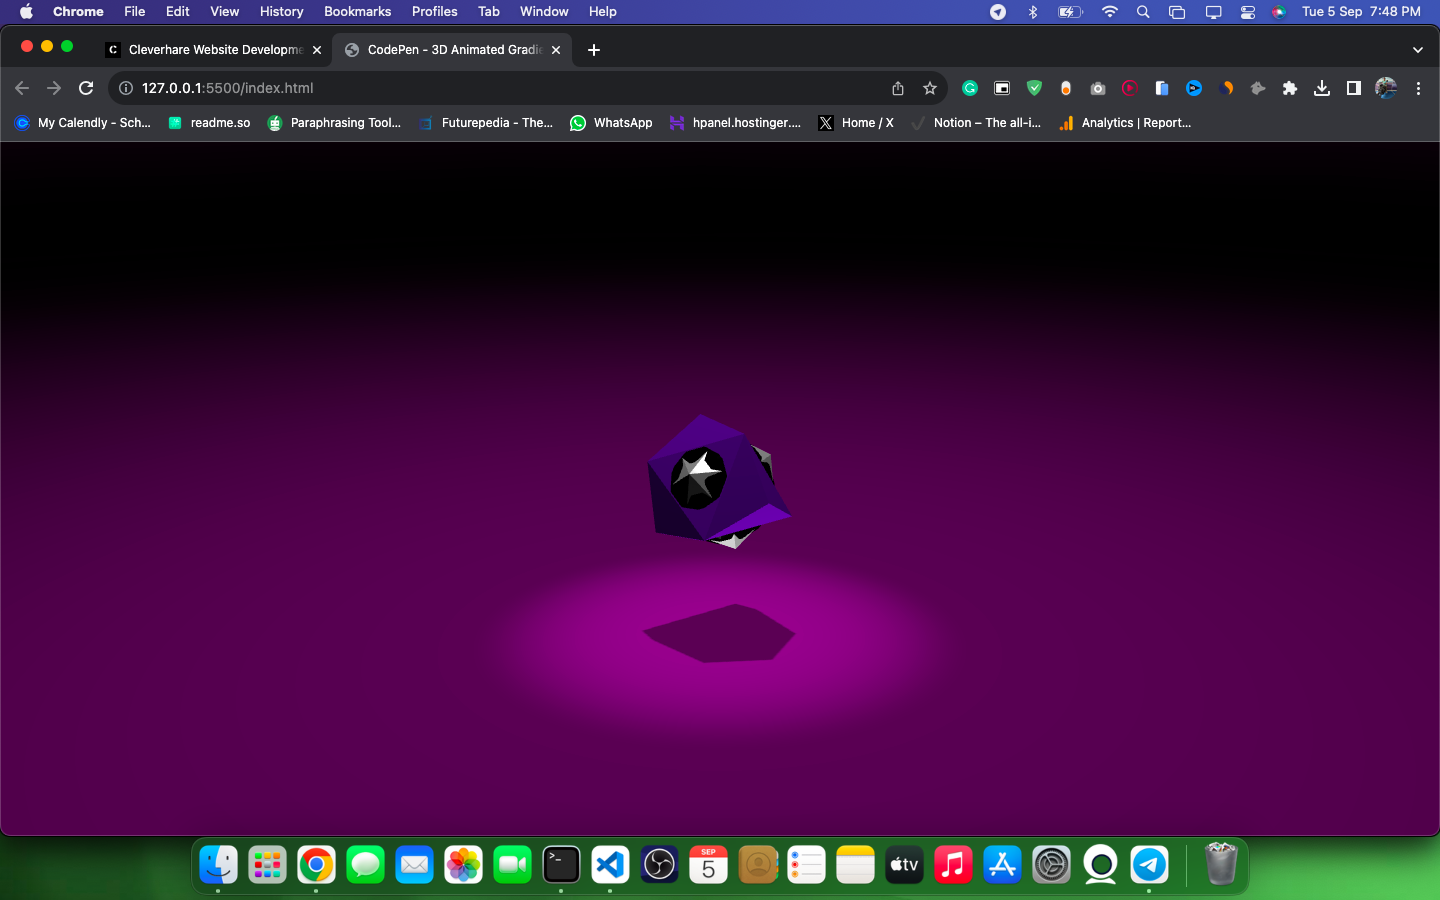 Chrome File Edit View History Bookmarks Profiles Tab Window Help Tue 5 Sep 7:48 PM
C Cleverhare Website Developme CodePen - 3D Animated Gradie
127.0.0.1:5500/index.html
My Calendly - Sch... readme.so Paraphrasing Tool... Futurepedia - The... WhatsApp hpanel.hostinger.... Home / X Notion – The all-i... Analytics | Report...
SEP
5
tv